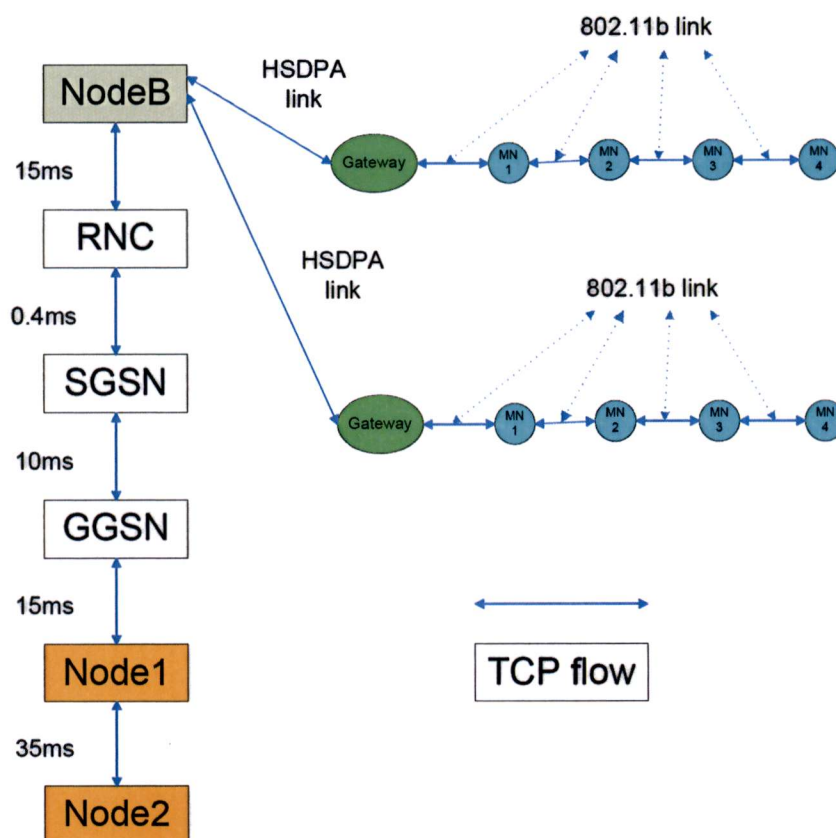 802.11b link
HSDPA
link
NodeB
Gateway
MN
1
MN
2
MN
3
MN
4
15ms
RNC
HSDPA
link
802.11b link
0.4ms
SGSN
Gateway
MN
1
MN
2
MN
3
MN
4
10ms
GGSN
15ms
Node1
TCP flow
35ms
Node2